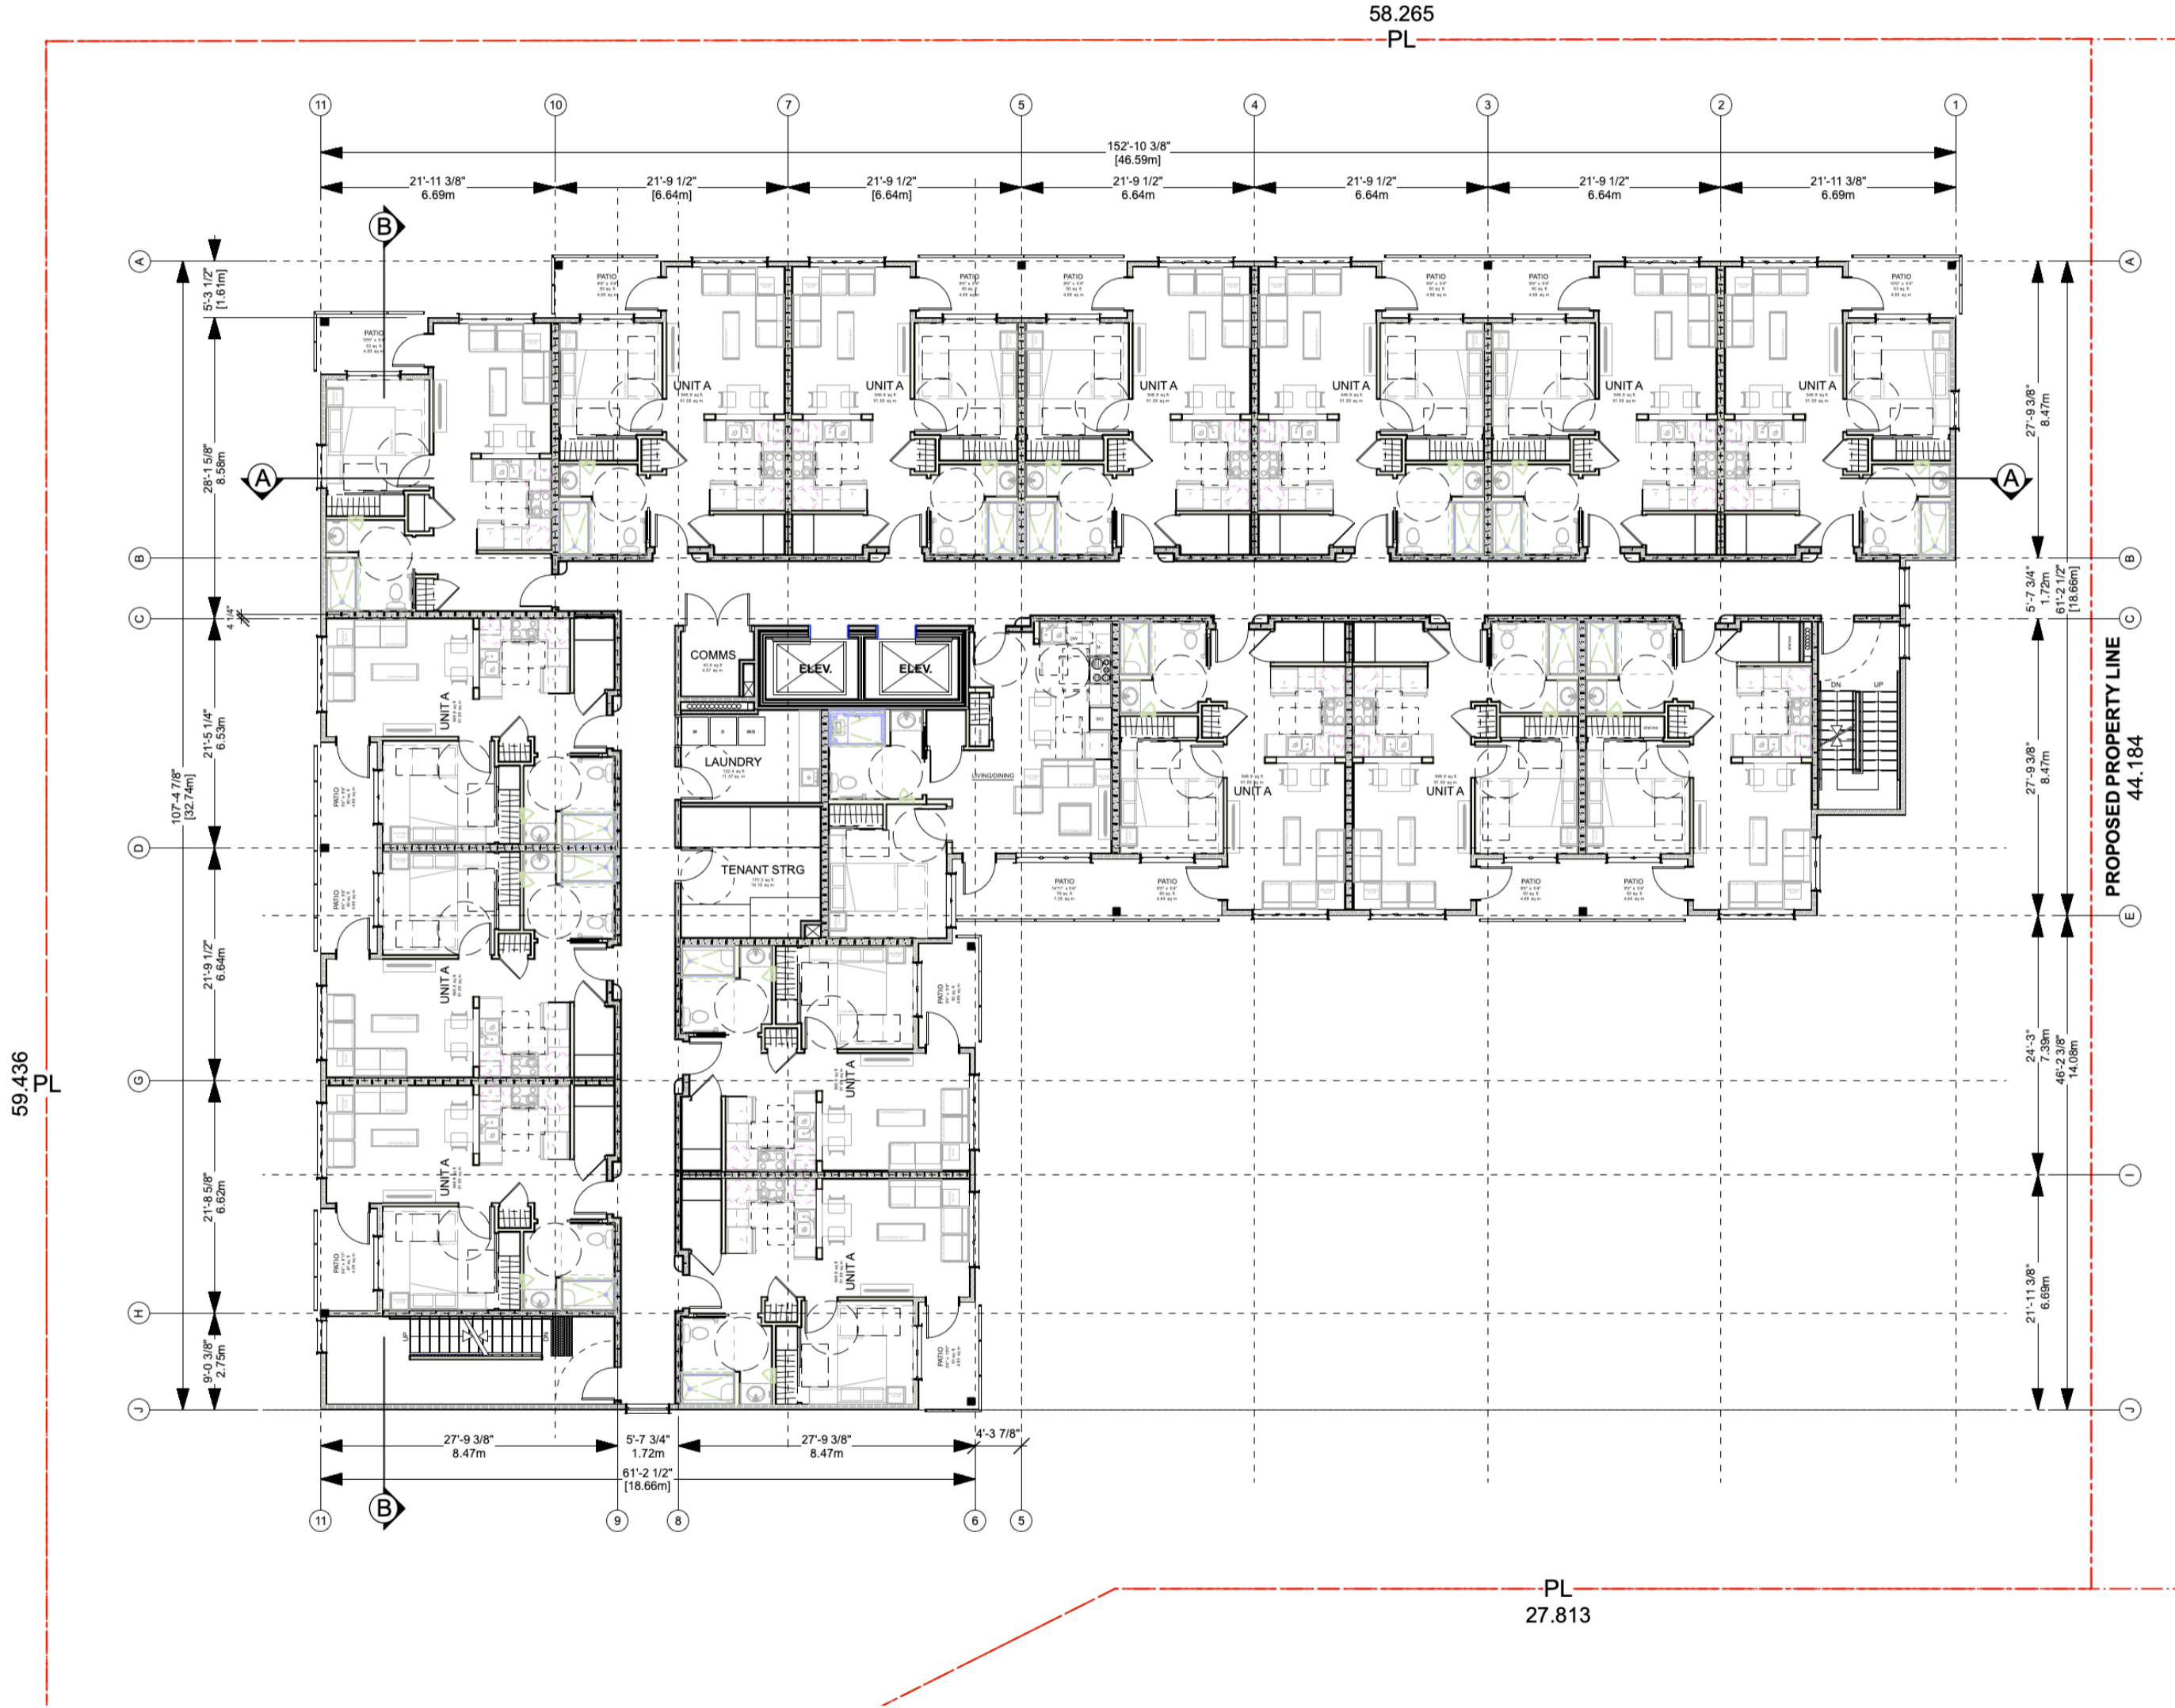 58.265
PL
11
10
7
5
4
3
2
1
152'-10 3/8"
[46.59m]
21'-11 3/8"
6.69m
21'-9 1/2"
[6.64m]
21'-9 1/2"
[6.64m]
21'-9 1/2"
6.64m
21'-9 1/2"
6.64m
21'-9 1/2"
6.64m
21'-11 3/8"
6.69m
B
A
A
5'-3 1/2"
[1.61m]
PATIO
PATIO
PATIO
PATIO
PATIO
PATIO
PATIO
UNIT A
UNIT A
UNIT A
UNIT A
UNIT A
UNIT A
28'-1 5/8"
8.58m
27'-9 3/8"
8.47m
A
A
B
B
5'-7 3/4"
1.72m
61'-2 1/2"
[18.66m]
4 1/4"
C
C
COMMS
ELEV.
ELEV.
DN
UP
UNIT A
21'-5 1/4"
6.53m
LAUNDRY
W
D
LIVING/DINING
UNIT A
UNIT A
27'-9 3/8"
8.47m
PROPOSED PROPERTY LINE
44.184
107'-4 7/8"
[32.74m]
PATIO
D
TENANT STRG
PATIO
PATIO
PATIO
PATIO
PATIO
E
21'-9 1/2"
6.64m
UNIT A
PATIO
24'-3"
7.39m
46'-2 3/8"
14.08m
59.436
PL
G
UNIT A
I
21'-8 5/8"
6.62m
UNIT A
UNIT A
PATIO
21'-11 3/8"
6.69m
H
UP
DN
PATIO
9'-0 3/8"
2.75m
J
J
27'-9 3/8"
8.47m
5'-7 3/4"
1.72m
27'-9 3/8"
8.47m
4'-3 7/8"
61'-2 1/2"
[18.66m]
B
11
9
8
6
5
PL
27.813